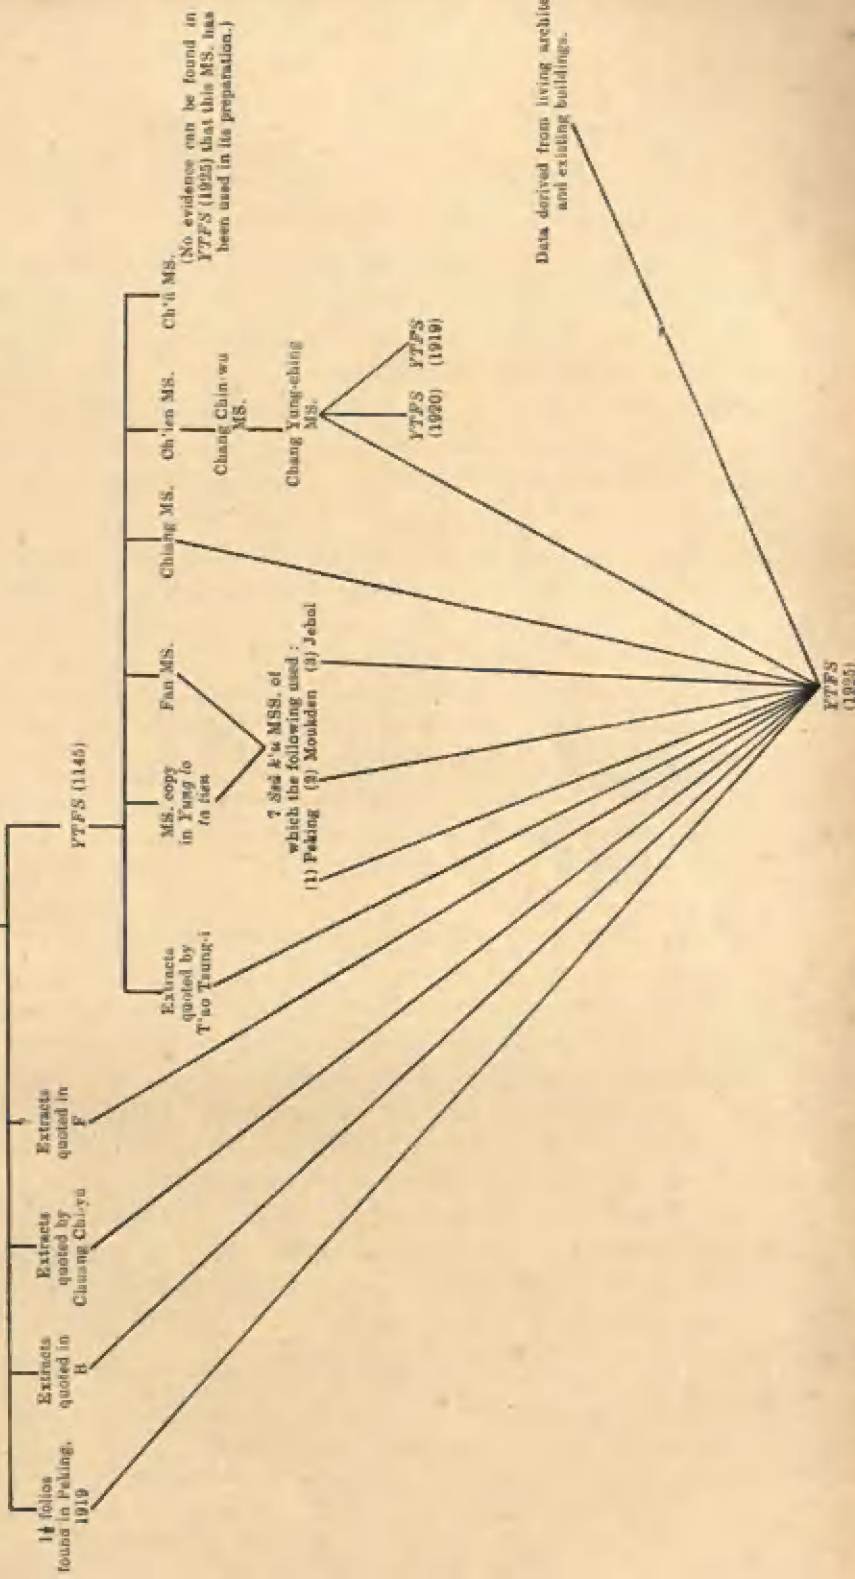 1½ folios
found in Peking,
1919
Extracts
quoted in
B
Extracts
quoted by
Chuang Chi-yu
Extracts
quoted in
F
YTFS (1145)
Extracts
quoted by
T'ao Tsung-i
MS. copy
in Yung lo
ta tien
Fan MS.
Chiang MS.
Ch'ien MS.
Ch'ü MS.
(No evidence can be found in
YTFS (1925) that this MS. has
been used in its preparation.)
Chang Chin-wu
MS.
7 Ssŭ k'u MSS. of
which the following used :
(1) Peking (2) Moukden (3) Jehol
Chang Yung-ching
MS.
YTFS
(1920)
YTFS
(1919)
Data derived from living archite
and existing buildings.
YTFS
(1925)